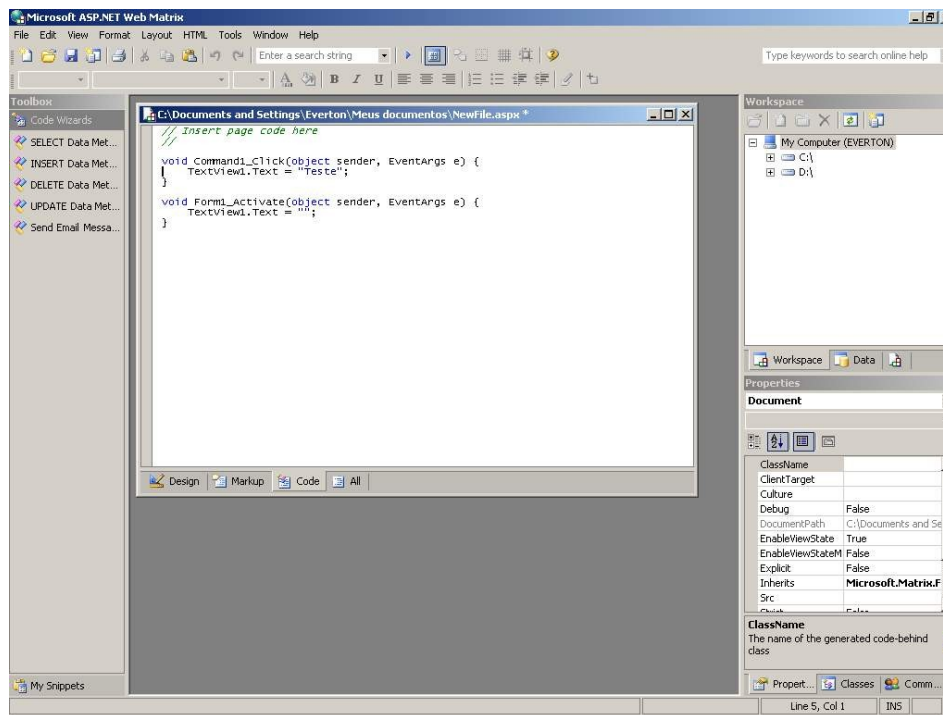 Microsoft ASP.NET Web Matrix
File Edit View Format Layout HTML Tools Window Help
Enter a search string
Type keywords to search online help
A B I U
Toolbox
Code Wizards
SELECT Data Met...
INSERT Data Met...
DELETE Data Met...
UPDATE Data Met...
Send Email Messa...
My Snippets
C:\Documents and Settings\Everton\Meus documentos\NewFile.aspx *
// Insert page code here
//
void Command1_Click(object sender, EventArgs e) {
TextView1.Text = "Teste";
}
void Form1_Activate(object sender, EventArgs e) {
TextView1.Text = "";
}
Design Markup Code All
Workspace
My Computer (EVERTON)
C:\
D:\
Workspace Data
Properties
Document
ClassName
ClientTarget
Culture
Debug False
DocumentPath C:\Documents and Se
EnableViewState True
EnableViewStateM False
Explicit False
Inherits Microsoft.Matrix.F
Src
ClassName
The name of the generated code-behind
class
Propert... Classes Comm...
Line 5, Col 1 INS